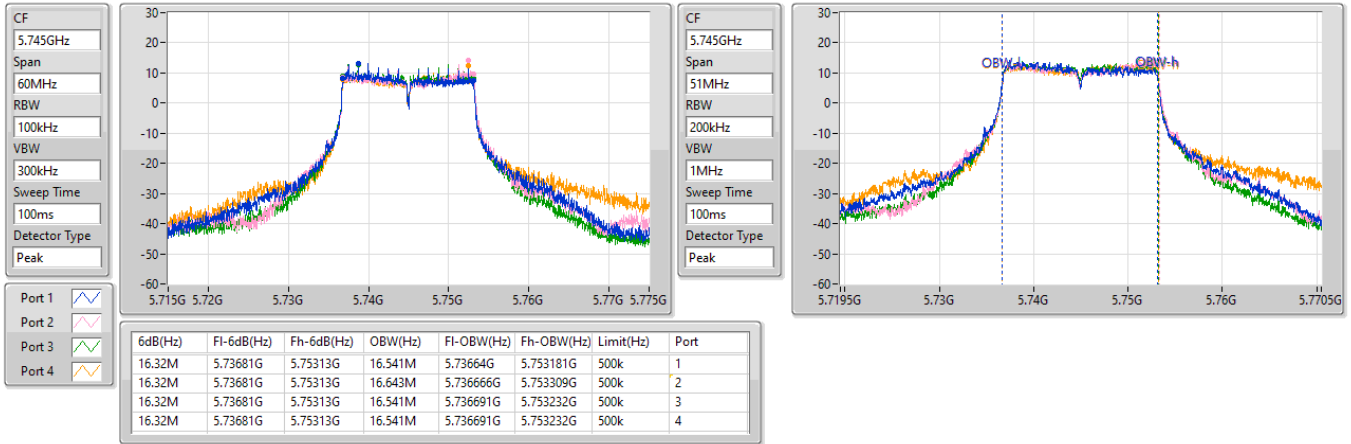 CF
5.745GHz
Span
60MHz
RBW
100kHz
VBW
300kHz
Sweep Time
100ms
Detector Type
Peak
30
20
10
0
-10
-20
-30
-40
-50
-60
5.715G 5.72G 5.73G 5.74G 5.75G 5.76G 5.77G 5.775G
CF
5.745GHz
Span
51MHz
RBW
200kHz
VBW
1MHz
Sweep Time
100ms
Detector Type
Peak
30
20
10
0
-10
-20
-30
-40
-50
-60
OBW-l OBW-h
5.7195G 5.73G 5.74G 5.75G 5.76G 5.7705G
Port 1
Port 2
Port 3
Port 4
6dB(Hz) Fl-6dB(Hz) Fh-6dB(Hz) OBW(Hz) Fl-OBW(Hz) Fh-OBW(Hz) Limit(Hz) Port
16.32M 5.73681G 5.75313G 16.541M 5.73664G 5.753181G 500k 1
16.32M 5.73681G 5.75313G 16.643M 5.736666G 5.753309G 500k 2
16.32M 5.73681G 5.75313G 16.541M 5.736691G 5.753232G 500k 3
16.32M 5.73681G 5.75313G 16.541M 5.736691G 5.753232G 500k 4